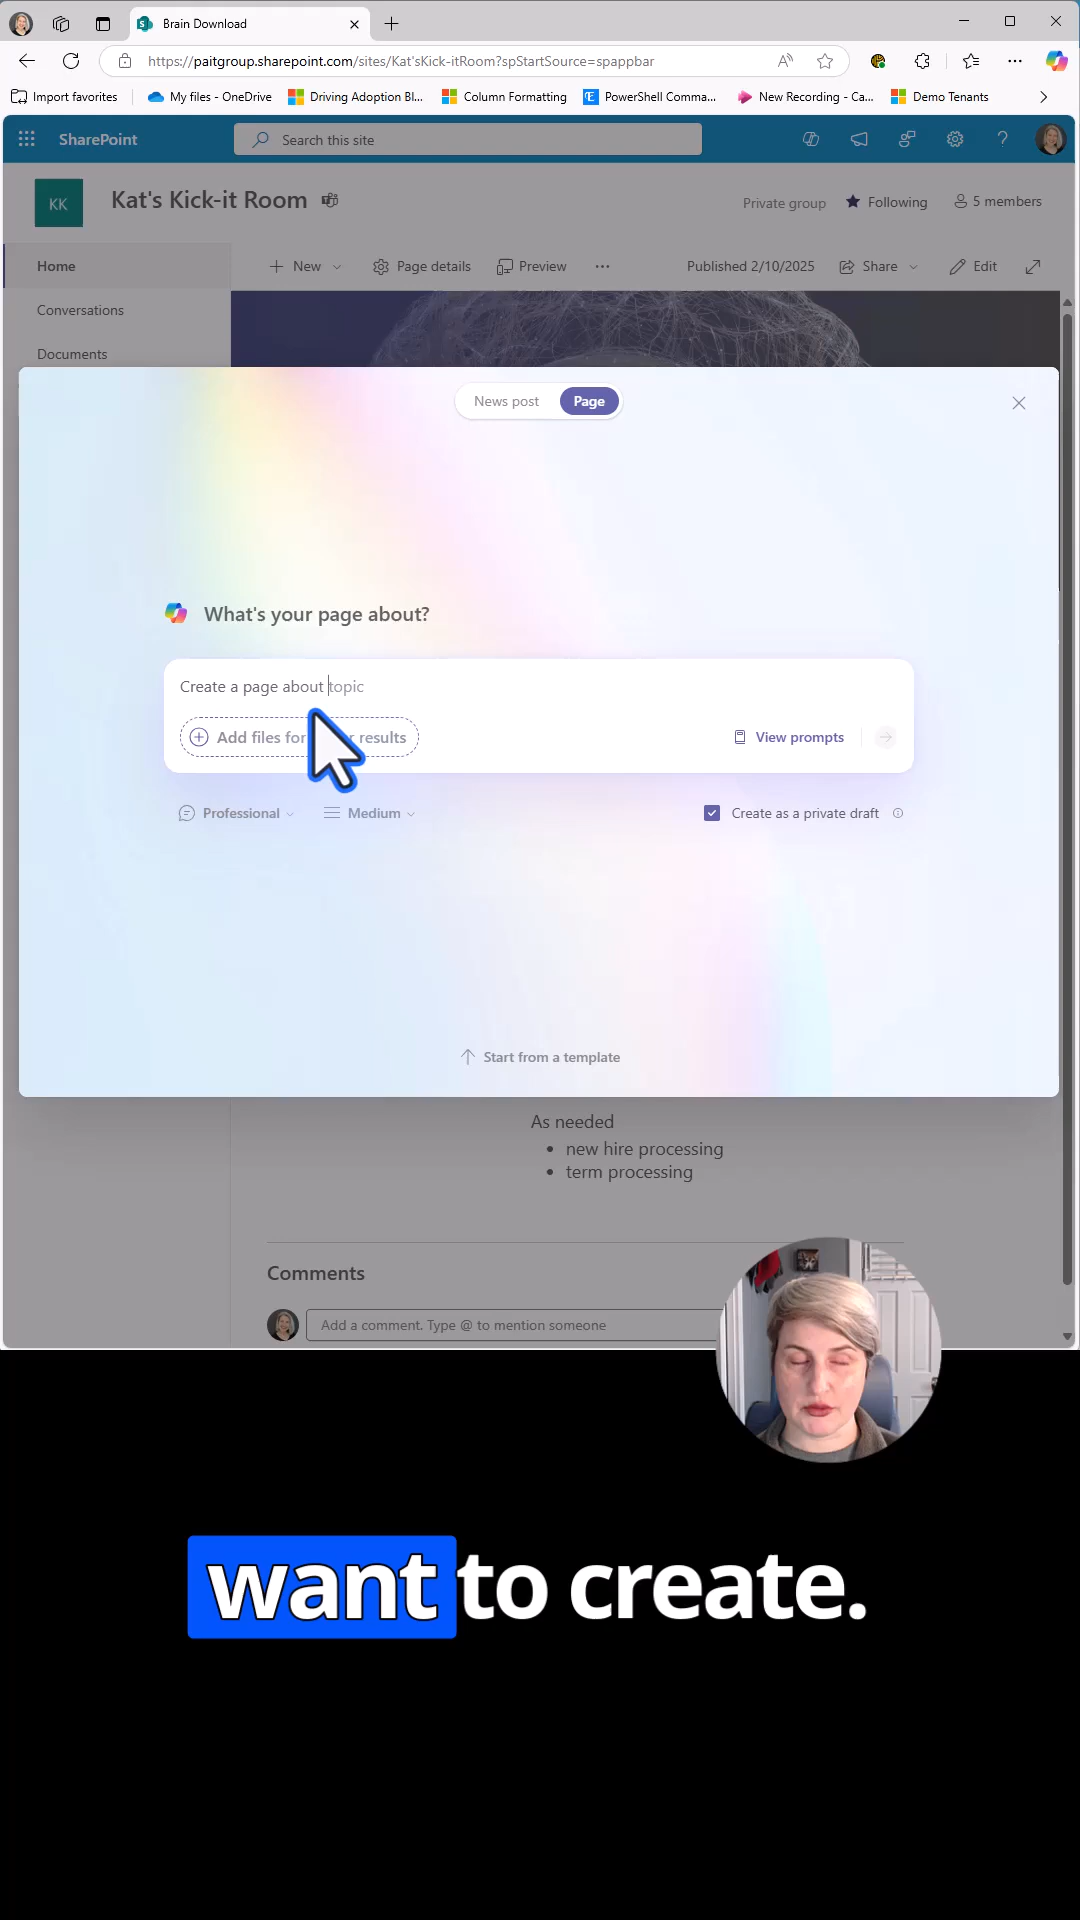 Brain Download
https://paitgroup.sharepoint.com/sites/Kat'sKick-itRoom?spStartSource=spappbar
Import favorites
My files - OneDrive
Driving Adoption Bl...
Column Formatting
PowerShell Comma...
New Recording - Ca...
Demo Tenants
SharePoint
Search this site
KK
Kat's Kick-it Room
Private group
Following
5 members
Home
New
Page details
Preview
Published 2/10/2025
Share
Edit
Conversations
Documents
News post
Page
What's your page about?
Create a page about topic
Add files for results
View prompts
Professional
Medium
Create as a private draft
Start from a template
As needed
• new hire processing
• term processing
Comments
Add a comment. Type @ to mention someone
want to create.